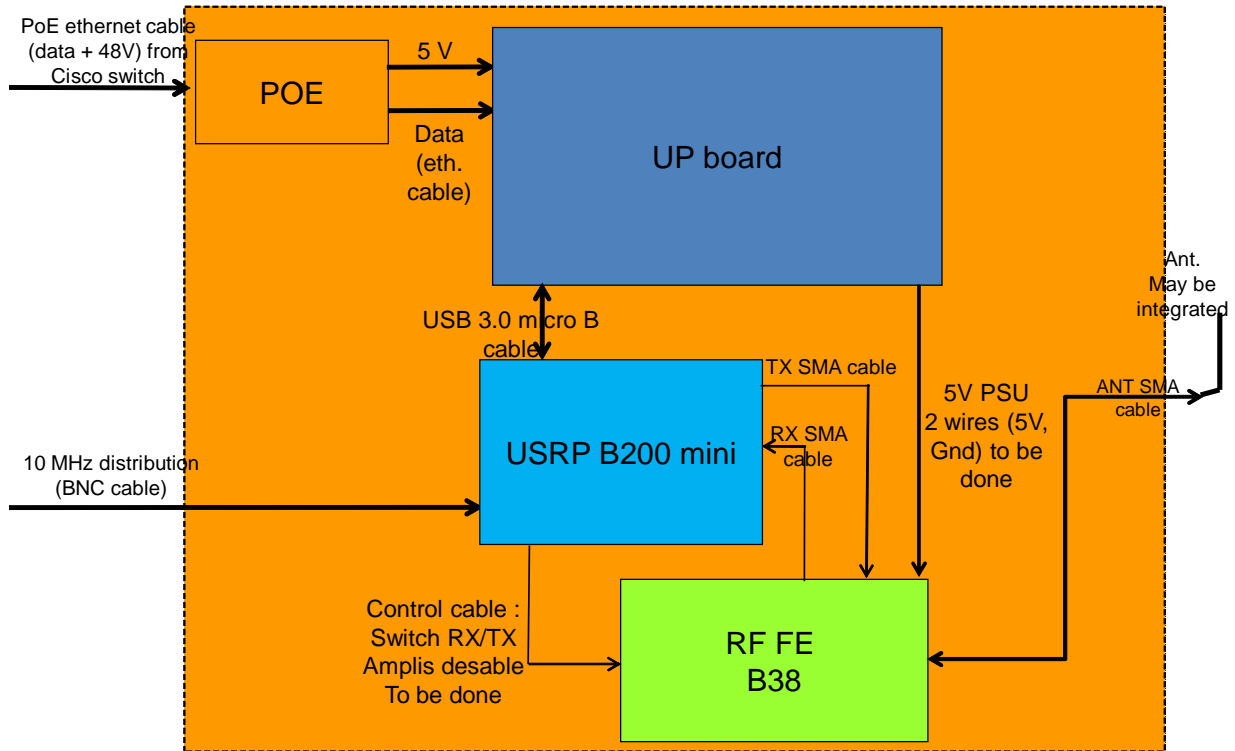 PoE ethernet cable
(data + 48V) from
Cisco switch
POE
5 V
Data
(eth.
cable)
UP board
Ant.
May be
integrated
USB 3.0 micro B
cable
TX SMA cable
RX SMA
cable
5V PSU
2 wires (5V,
Gnd) to be
done
ANT SMA
cable
USRP B200 mini
10 MHz distribution
(BNC cable)
Control cable :
Switch RX/TX
Amplis desable
To be done
RF FE
B38